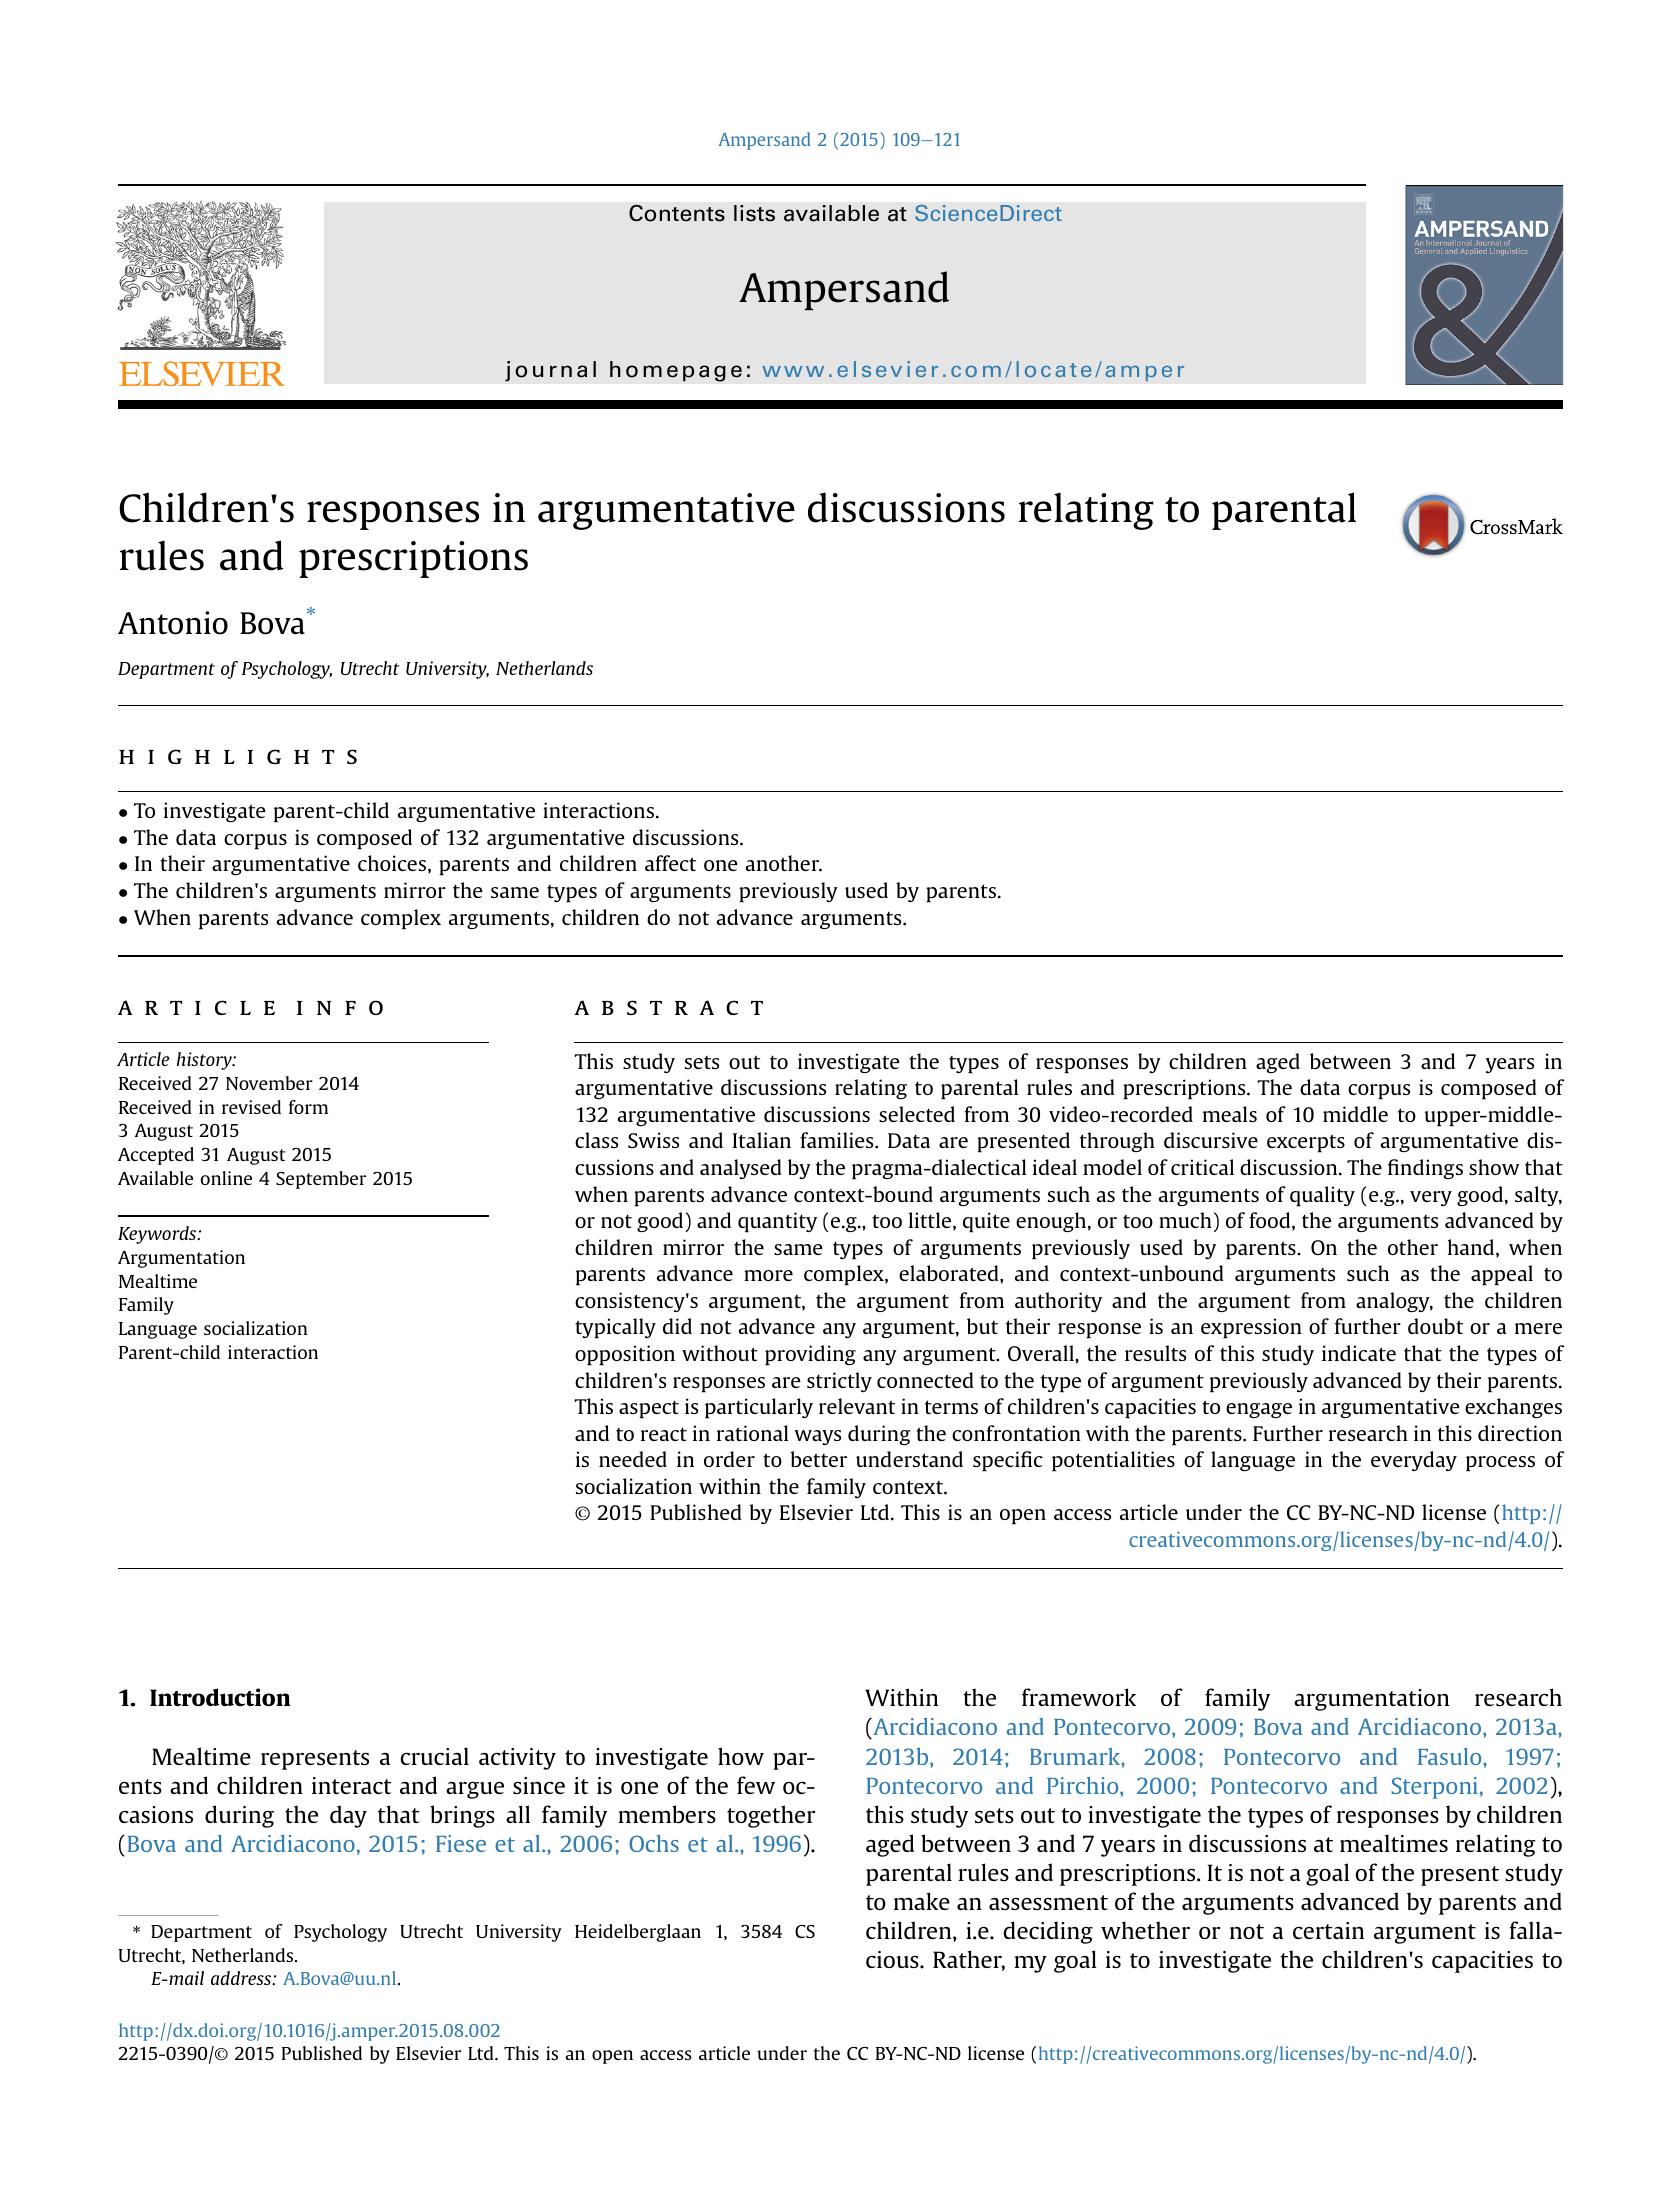 Ampersand 2 (2015) 109–121
Contents lists available at ScienceDirect
Ampersand
journal homepage: www.elsevier.com/locate/amper
NON SOLUS
ELSEVIER
AMPERSAND
An International Journal of
General and Applied Linguistics
&
Children's responses in argumentative discussions relating to parental
rules and prescriptions
CrossMark
Antonio Bova*
Department of Psychology, Utrecht University, Netherlands
HIGHLIGHTS
• To investigate parent-child argumentative interactions.
• The data corpus is composed of 132 argumentative discussions.
• In their argumentative choices, parents and children affect one another.
• The children's arguments mirror the same types of arguments previously used by parents.
• When parents advance complex arguments, children do not advance arguments.
ARTICLE INFO
Article history:
Received 27 November 2014
Received in revised form
3 August 2015
Accepted 31 August 2015
Available online 4 September 2015
Keywords:
Argumentation
Mealtime
Family
Language socialization
Parent-child interaction
ABSTRACT
This study sets out to investigate the types of responses by children aged between 3 and 7 years in
argumentative discussions relating to parental rules and prescriptions. The data corpus is composed of
132 argumentative discussions selected from 30 video-recorded meals of 10 middle to upper-middle-
class Swiss and Italian families. Data are presented through discursive excerpts of argumentative dis-
cussions and analysed by the pragma-dialectical ideal model of critical discussion. The findings show that
when parents advance context-bound arguments such as the arguments of quality (e.g., very good, salty,
or not good) and quantity (e.g., too little, quite enough, or too much) of food, the arguments advanced by
children mirror the same types of arguments previously used by parents. On the other hand, when
parents advance more complex, elaborated, and context-unbound arguments such as the appeal to
consistency's argument, the argument from authority and the argument from analogy, the children
typically did not advance any argument, but their response is an expression of further doubt or a mere
opposition without providing any argument. Overall, the results of this study indicate that the types of
children's responses are strictly connected to the type of argument previously advanced by their parents.
This aspect is particularly relevant in terms of children's capacities to engage in argumentative exchanges
and to react in rational ways during the confrontation with the parents. Further research in this direction
is needed in order to better understand specific potentialities of language in the everyday process of
socialization within the family context.
© 2015 Published by Elsevier Ltd. This is an open access article under the CC BY-NC-ND license (http://
creativecommons.org/licenses/by-nc-nd/4.0/).
1. Introduction
Mealtime represents a crucial activity to investigate how par-
ents and children interact and argue since it is one of the few oc-
casions during the day that brings all family members together
(Bova and Arcidiacono, 2015; Fiese et al., 2006; Ochs et al., 1996).
Within the framework of family argumentation research
(Arcidiacono and Pontecorvo, 2009; Bova and Arcidiacono, 2013a,
2013b, 2014; Brumark, 2008; Pontecorvo and Fasulo, 1997;
Pontecorvo and Pirchio, 2000; Pontecorvo and Sterponi, 2002),
this study sets out to investigate the types of responses by children
aged between 3 and 7 years in discussions at mealtimes relating to
parental rules and prescriptions. It is not a goal of the present study
to make an assessment of the arguments advanced by parents and
children, i.e. deciding whether or not a certain argument is falla-
cious. Rather, my goal is to investigate the children's capacities to
* Department of Psychology Utrecht University Heidelberglaan 1, 3584 CS
Utrecht, Netherlands.
E-mail address: A.Bova@uu.nl.
http://dx.doi.org/10.1016/j.amper.2015.08.002
2215-0390/© 2015 Published by Elsevier Ltd. This is an open access article under the CC BY-NC-ND license (http://creativecommons.org/licenses/by-nc-nd/4.0/).